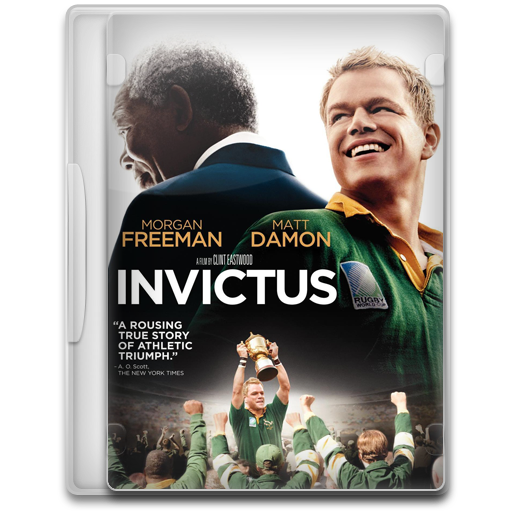 MORGAN
FREEMAN
MATT
DAMON
A FILM BY CLINT EASTWOOD
INVICTUS
RUGBY
WORLD CUP
"A ROUSING
TRUE STORY
OF ATHLETIC
TRIUMPH."
- A. O. Scott,
THE NEW YORK TIMES